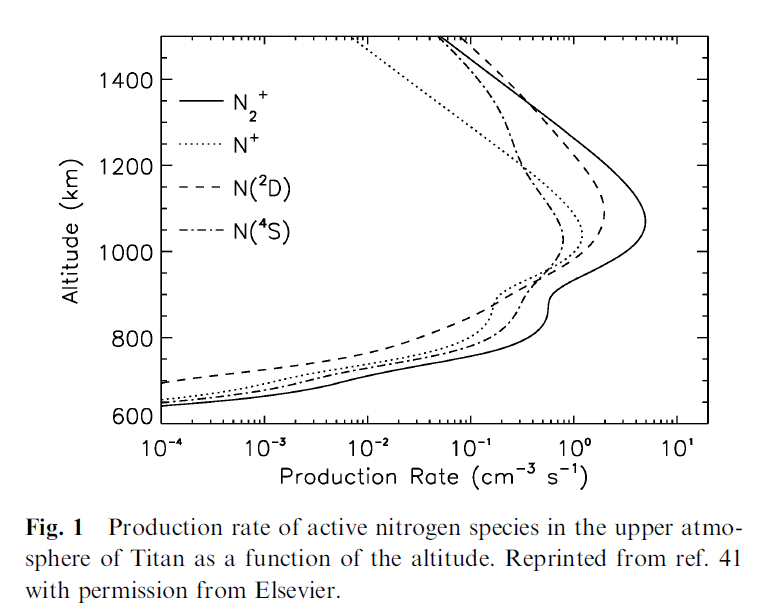 1400
1200
1000
800
600
Altitude (km)
N₂⁺
N⁺
N(²D)
N(⁴S)
10⁻⁴ 10⁻³ 10⁻² 10⁻¹ 10⁰ 10¹
Production Rate (cm⁻³ s⁻¹)
Fig. 1 Production rate of active nitrogen species in the upper atmo-
sphere of Titan as a function of the altitude. Reprinted from ref. 41
with permission from Elsevier.